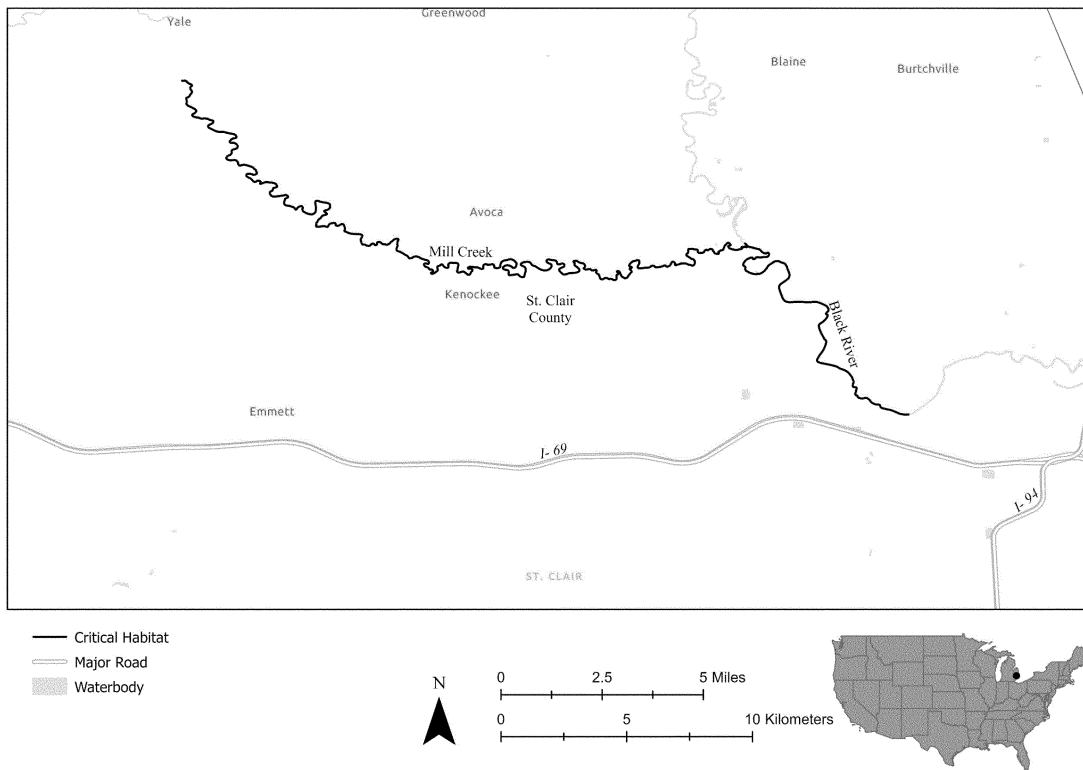 Greenwood
Yale
Blaine
Burtchville
Avoca
Mill Creek
Kenockee
St. Clair
County
Black River
Emmett
I- 69
I- 94
ST. CLAIR
Critical Habitat
Major Road
Waterbody
N
0 2.5 5 Miles
0 5 10 Kilometers